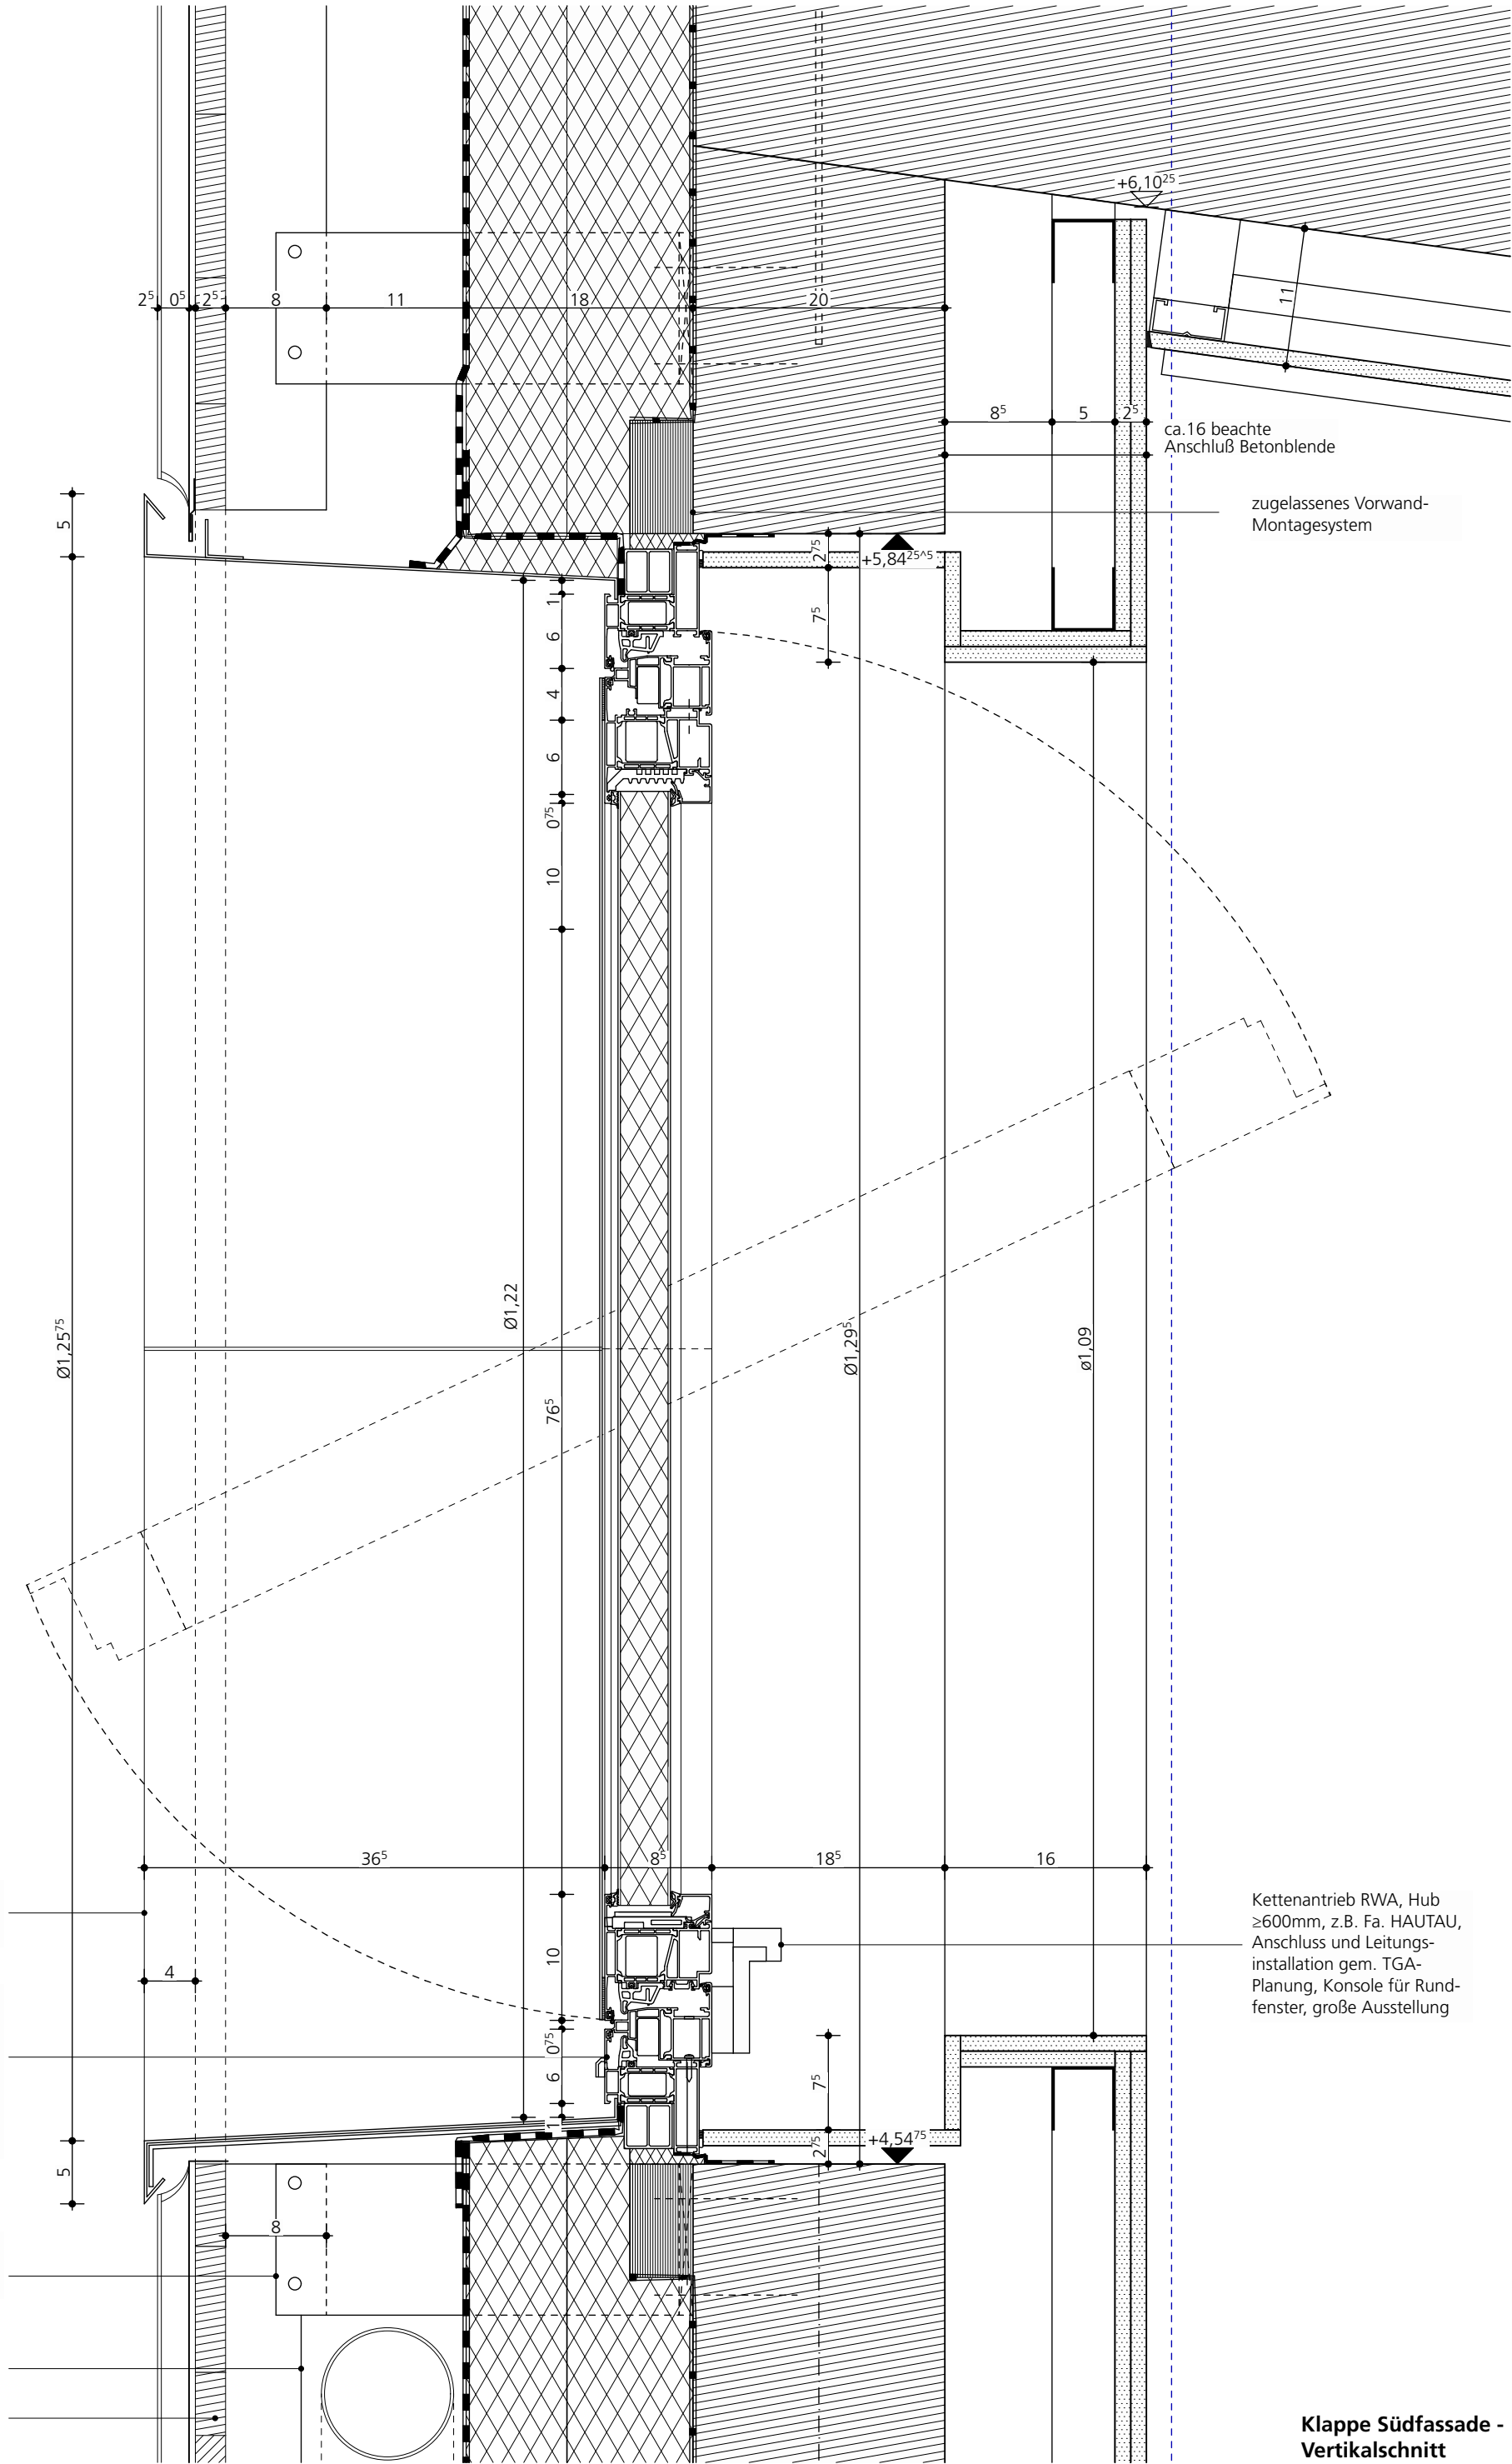 +6,10²⁵
11
2⁵ 0⁵ 2⁵ 8 11 18 20
8⁵ 5 2⁵
ca.16 beachte
Anschluß Betonblende
5
zugelassenes Vorwand-
Montagesystem
2⁷⁵
+5,84²⁵^⁵
1
7⁵
6
4
6
0⁷⁵
10
Ø1,25⁷⁵
Ø1,22
76⁵
Ø1,29⁵
ø1,09
36⁵ 8⁵ 18⁵ 16
Kettenantrieb RWA, Hub
≥600mm, z.B. Fa. HAUTAU,
Anschluss und Leitungs-
installation gem. TGA-
Planung, Konsole für Rund-
fenster, große Ausstellung
10
4
0⁷⁵
6
7⁵
1
+4,54⁷⁵
2⁷⁵
5
8
Klappe Südfassade -
Vertikalschnitt